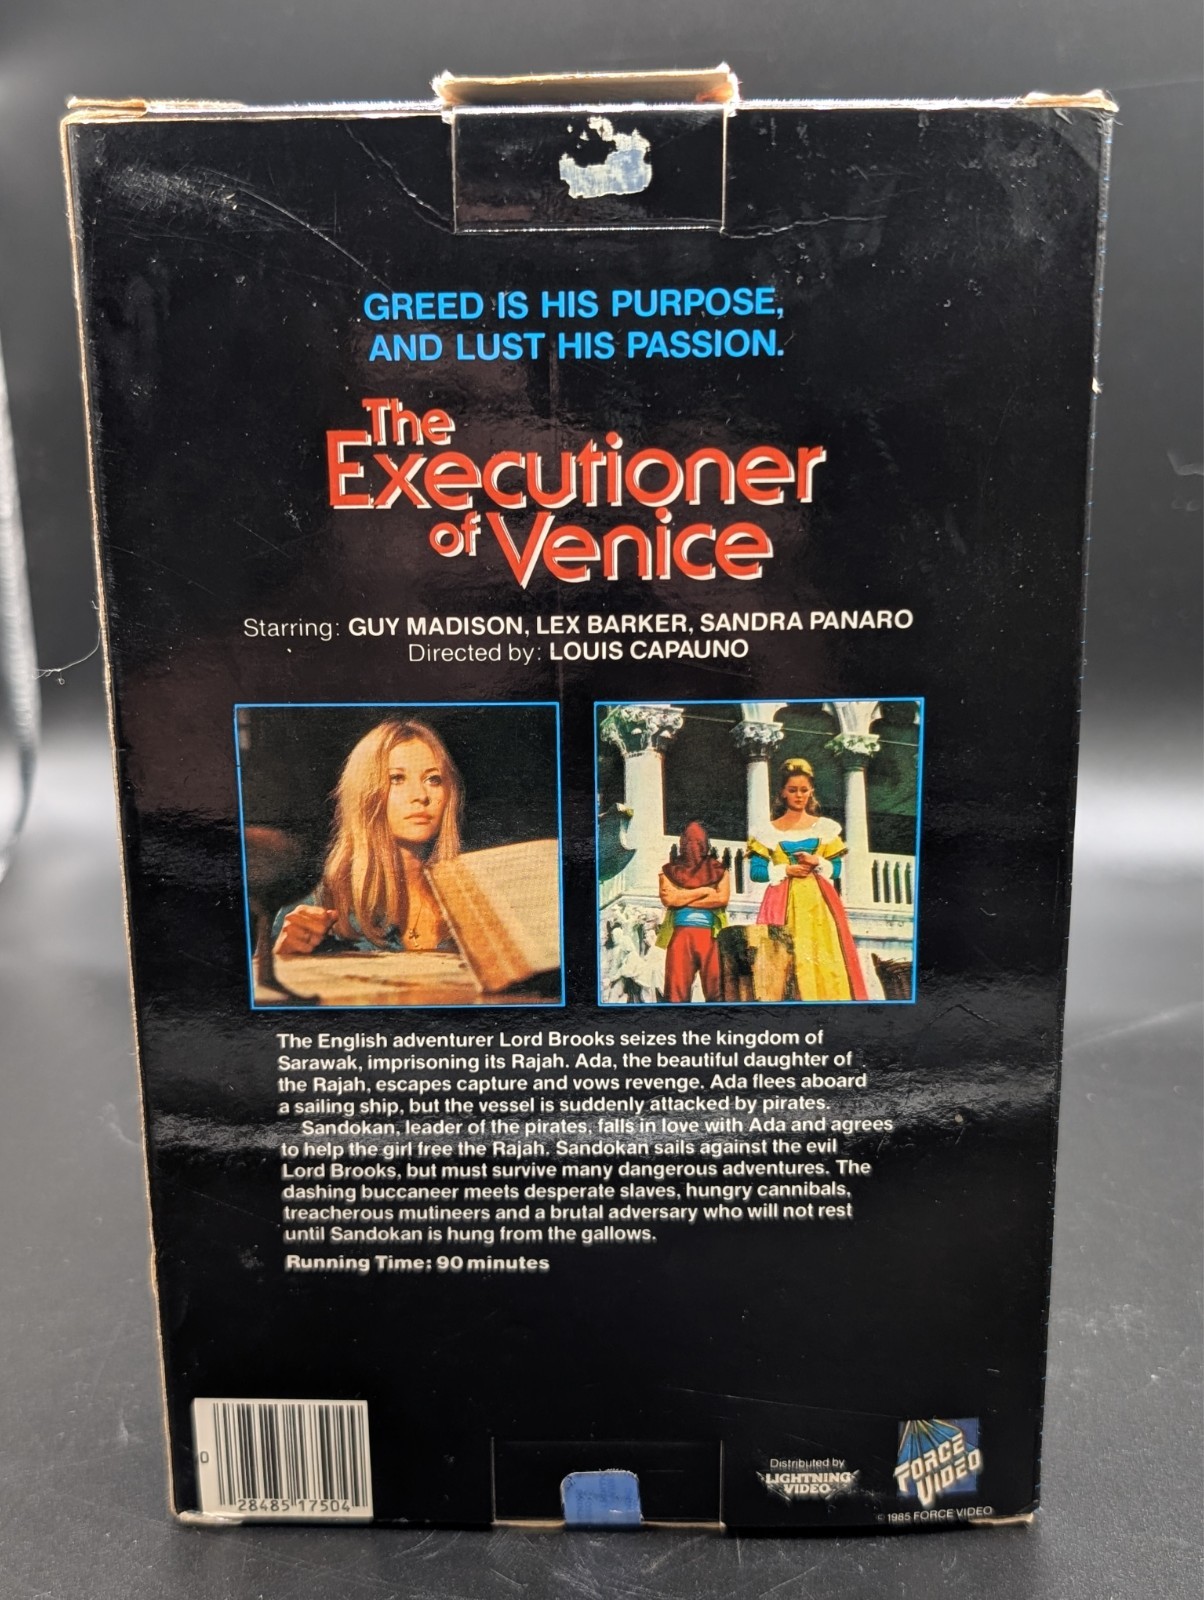 GREED IS HIS PURPOSE,
AND LUST HIS PASSION.
The
Executioner
of Venice
Starring: GUY MADISON, LEX BARKER, SANDRA PANARO
Directed by: LOUIS CAPAUNO
The English adventurer Lord Brooks seizes the kingdom of
Sarawak, imprisoning its Rajah. Ada, the beautiful daughter of
the Rajah, escapes capture and vows revenge. Ada flees aboard
a sailing ship, but the vessel is suddenly attacked by pirates.
Sandokan, leader of the pirates, falls in love with Ada and agrees
to help the girl free the Rajah. Sandokan sails against the evil
Lord Brooks, but must survive many dangerous adventures. The
dashing buccaneer meets desperate slaves, hungry cannibals,
treacherous mutineers and a brutal adversary who will not rest
until Sandokan is hung from the gallows.
Running Time: 90 minutes
0
28485 17504
Distributed by
LIGHTNING
VIDEO
FORCE
VIDEO
© 1985 FORCE VIDEO